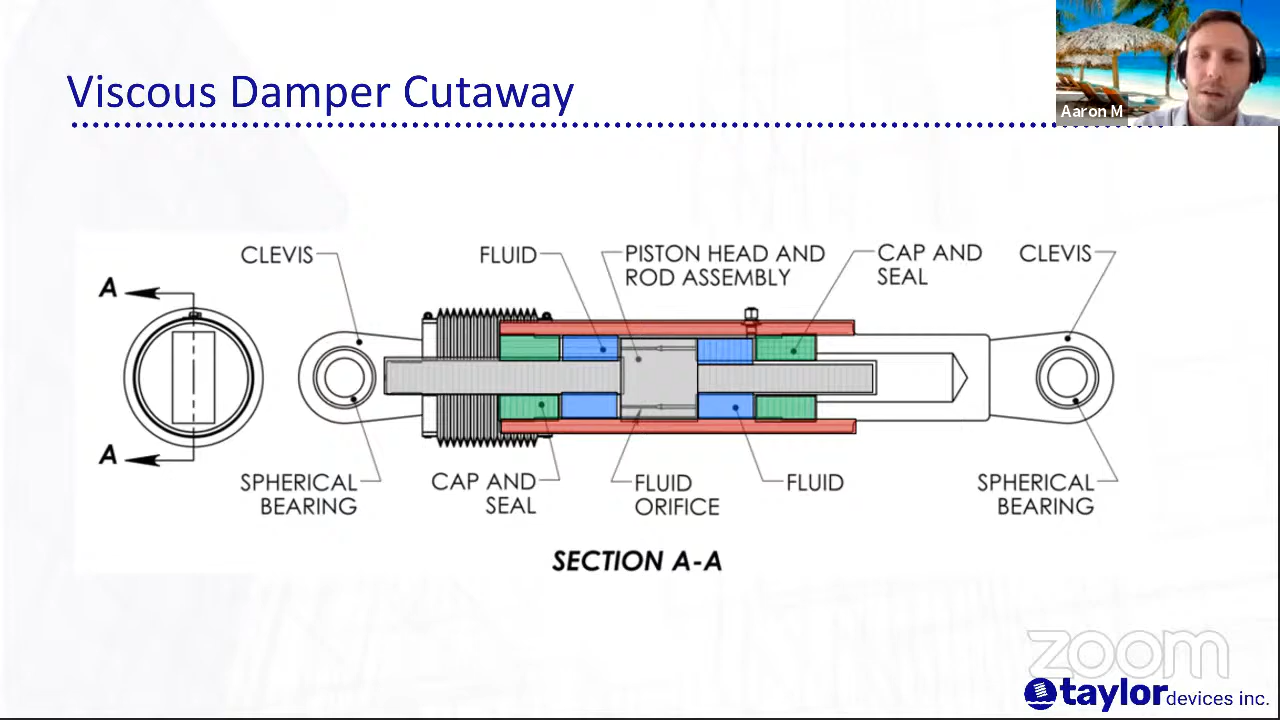 Viscous Damper Cutaway
Aaron M
CLEVIS
FLUID
PISTON HEAD AND
ROD ASSEMBLY
CAP AND
SEAL
CLEVIS
A
A
SPHERICAL
BEARING
CAP AND
SEAL
FLUID
ORIFICE
FLUID
SPHERICAL
BEARING
SECTION A-A
zoom
taylor devices inc.